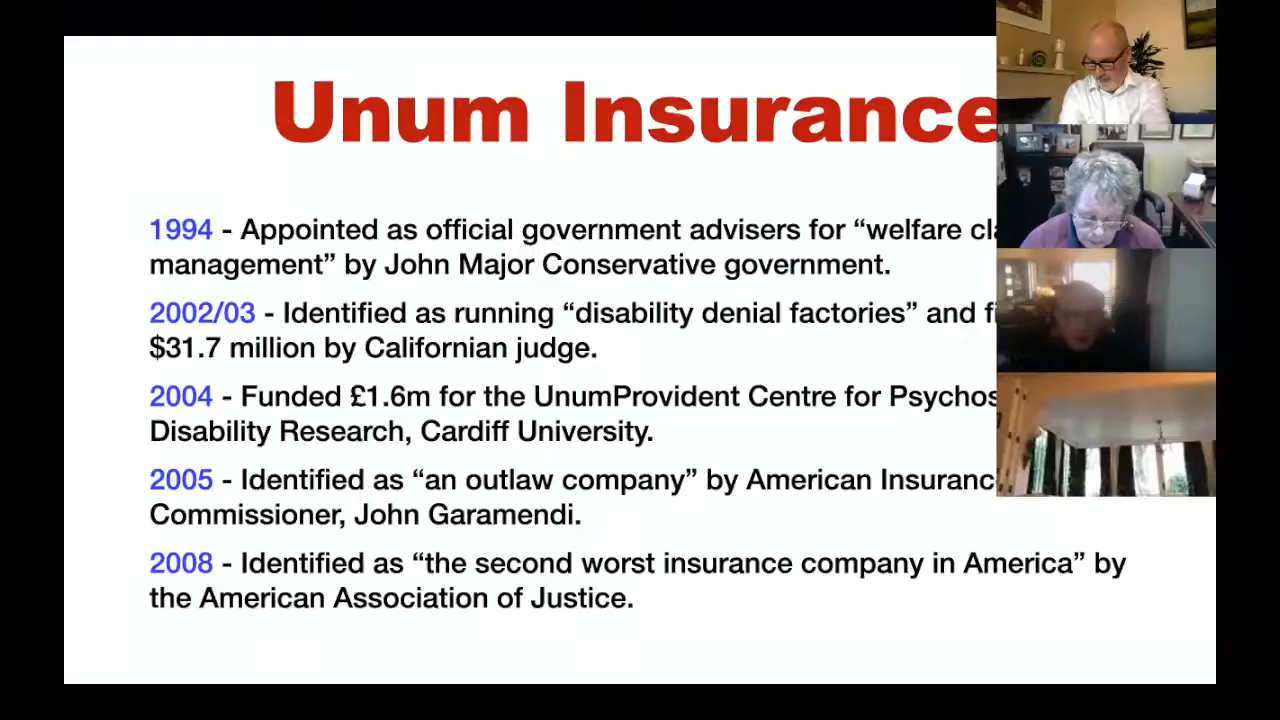 Unum Insurance
1994 - Appointed as official government advisers for “welfare
management” by John Major Conservative government.
2002/03 - Identified as running “disability denial factories” and
$31.7 million by Californian judge.
2004 - Funded £1.6m for the UnumProvident Centre for
Disability Research, Cardiff University.
2005 - Identified as “an outlaw company” by American
Commissioner, John Garamendi.
2008 - Identified as “the second worst insurance company in America” by
the American Association of Justice.